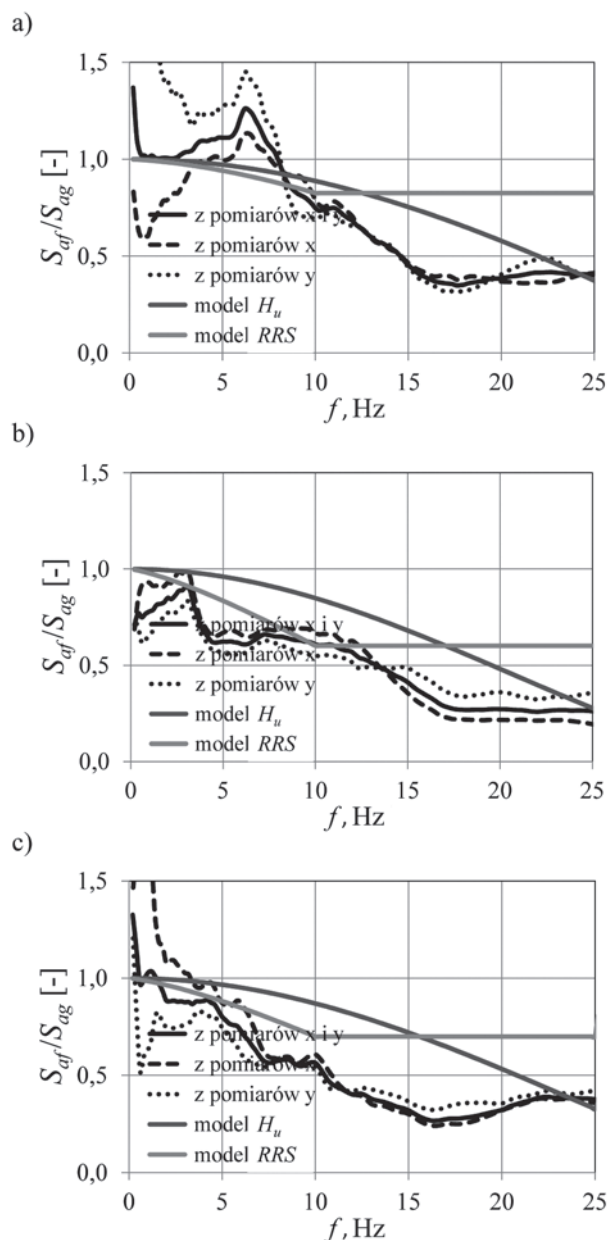 a)
1,5
1,0
0,5
0,0
S_af/S_ag [-]
z pomiarów x i y
z pomiarów x
z pomiarów y
model H_u
model RRS
0 5 10 15 20 25
f, Hz
b)
1,5
1,0
0,5
0,0
S_af/S_ag [-]
z pomiarów x i y
z pomiarów x
z pomiarów y
model H_u
model RRS
0 5 10 15 20 25
f, Hz
c)
1,5
1,0
0,5
0,0
S_af/S_ag [-]
z pomiarów x i y
z pomiarów x
z pomiarów y
model H_u
model RRS
0 5 10 15 20 25
f, Hz